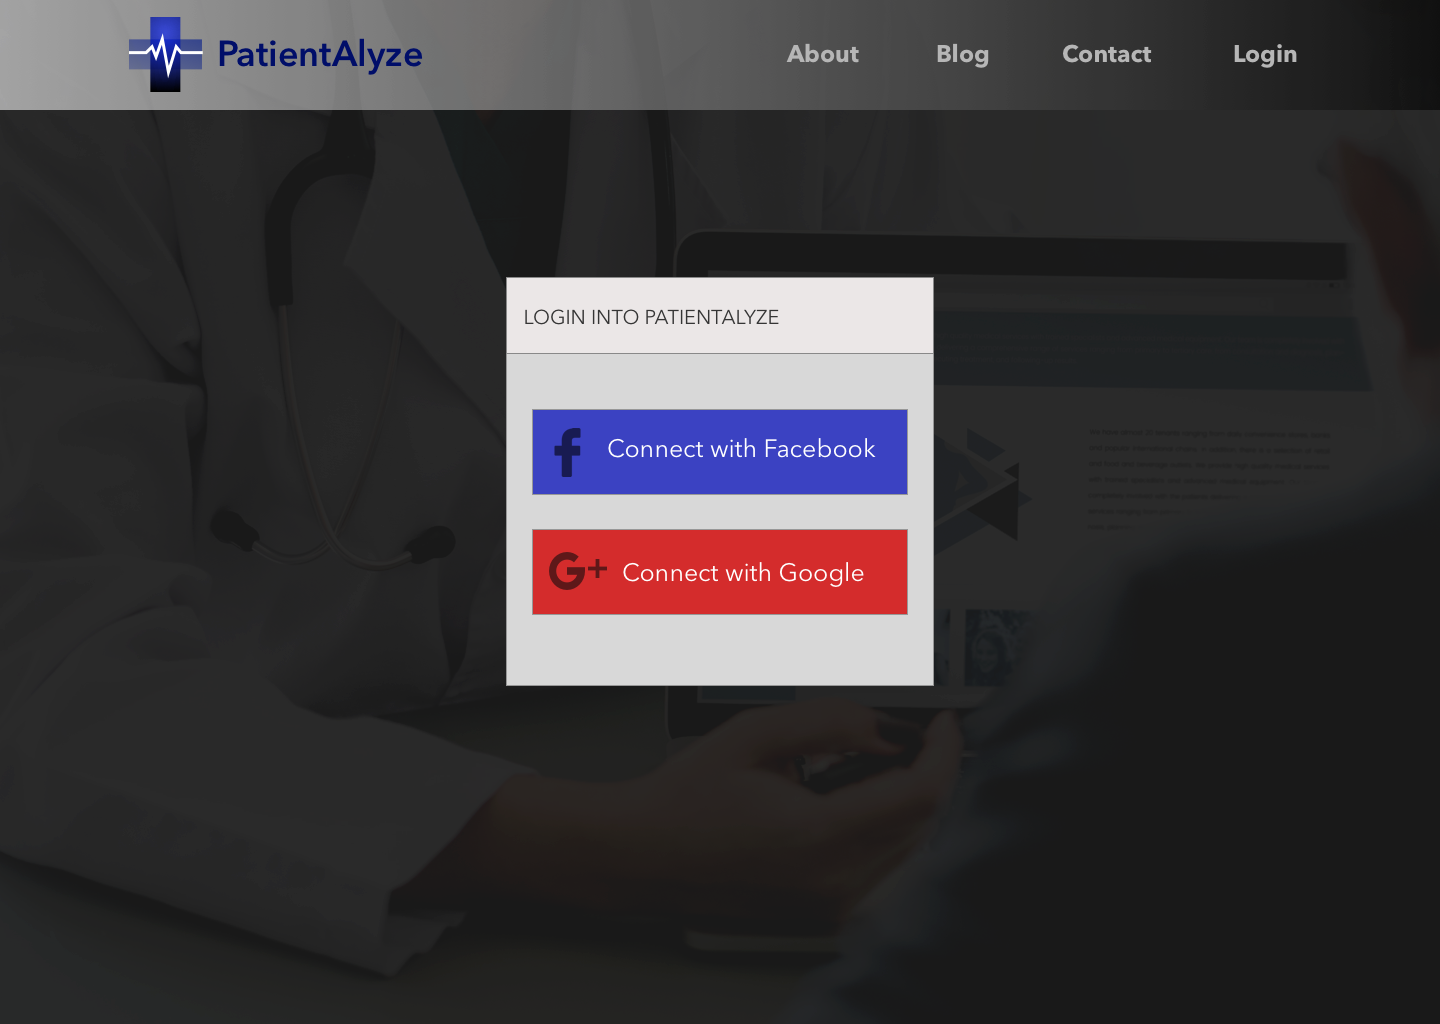 PatientAlyze
About
Blog
Contact
Login
LOGIN INTO PATIENTALYZE
Connect with Facebook
G+ Connect with Google